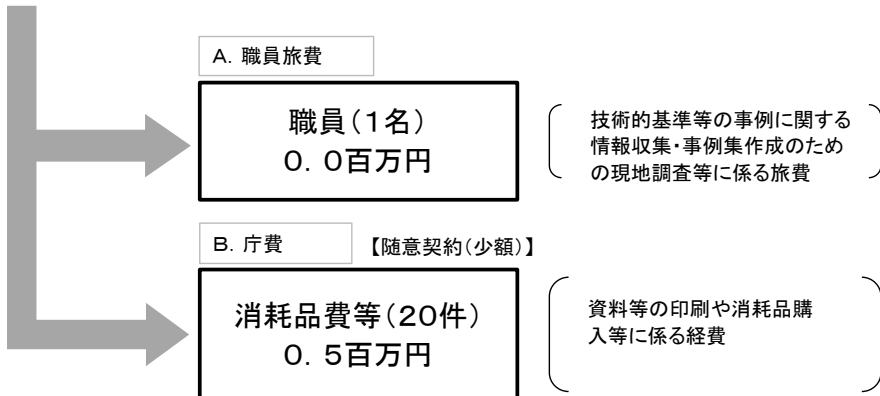 A. 職員旅費
職員(1名)
0. 0百万円
技術的基準等の事例に関する
情報収集・事例集作成のため
の現地調査等に係る旅費
B. 庁費
【随意契約(少額)】
消耗品費等(20件)
0. 5百万円
資料等の印刷や消耗品購
入等に係る経費